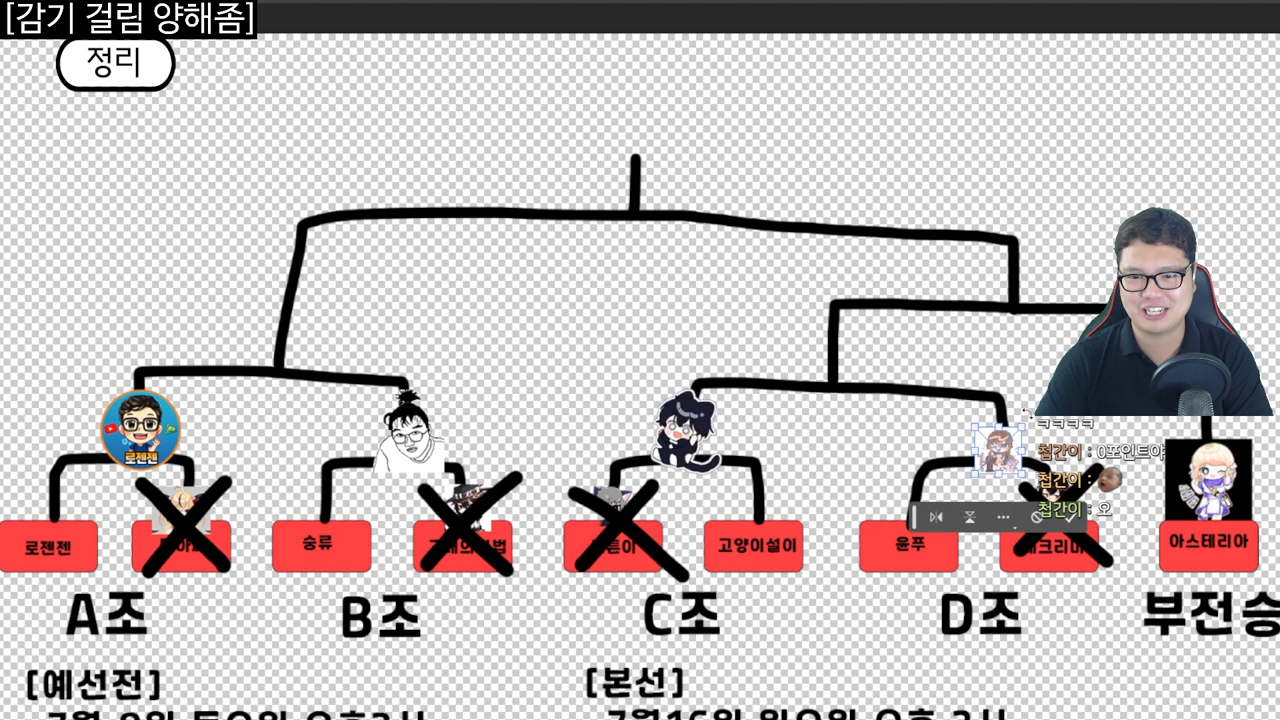 [감기 걸림 양해좀]
정리
로젠젠
ㅋㅋㅋㅋ
첩간이 : 0포인트야
첩간이 :
첩간이 : 오
로젠젠
숭류
고양이설이
윤푸
아스테리아
A조
B조
C조
D조
부전승
[예선전]
[본선]